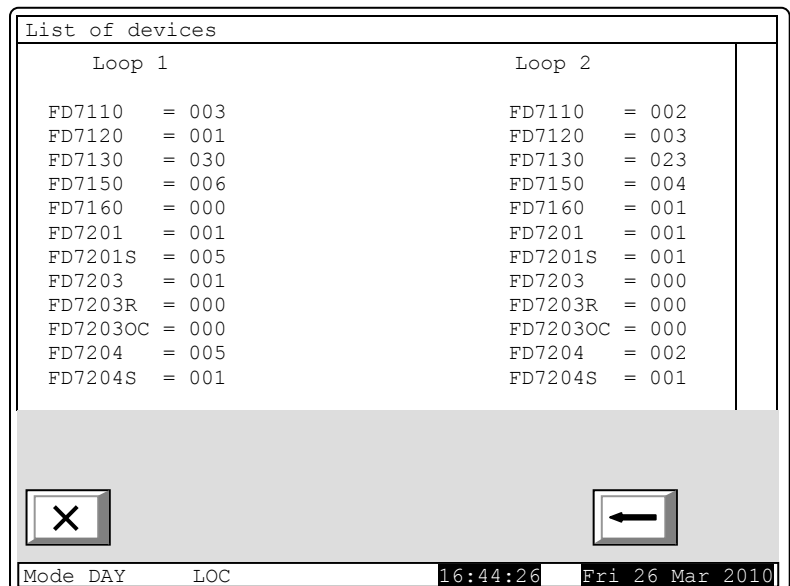 List of devices
Loop 1 Loop 2
FD7110 = 003 FD7110 = 002
FD7120 = 001 FD7120 = 003
FD7130 = 030 FD7130 = 023
FD7150 = 006 FD7150 = 004
FD7160 = 000 FD7160 = 001
FD7201 = 001 FD7201 = 001
FD7201S = 005 FD7201S = 001
FD7203 = 001 FD7203 = 000
FD7203R = 000 FD7203R = 000
FD7203OC = 000 FD7203OC = 000
FD7204 = 005 FD7204 = 002
FD7204S = 001 FD7204S = 001
Mode DAY LOC 16:44:26 Fri 26 Mar 2010